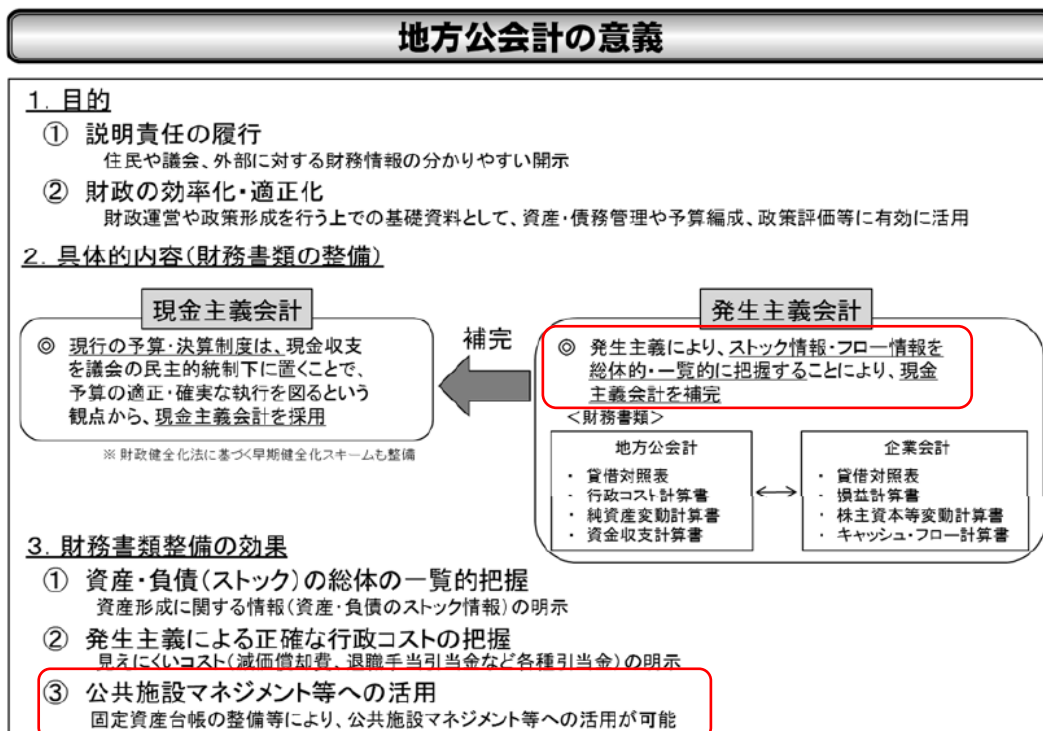 地方公会計の意義
1．目的
① 説明責任の履行
住民や議会、外部に対する財務情報の分かりやすい開示
② 財政の効率化・適正化
財政運営や政策形成を行う上での基礎資料として、資産・債務管理や予算編成、政策評価等に有効に活用
2．具体的内容（財務書類の整備）
現金主義会計
◎ 現行の予算・決算制度は、現金収支
を議会の民主的統制下に置くことで、
予算の適正・確実な執行を図るという
観点から、現金主義会計を採用
※ 財政健全化法に基づく早期健全化スキームも整備
補完
発生主義会計
◎ 発生主義により、ストック情報・フロー情報を
総体的・一覧的に把握することにより、現金
主義会計を補完
＜財務書類＞
地方公会計
・ 貸借対照表
・ 行政コスト計算書
・ 純資産変動計算書
・ 資金収支計算書
企業会計
・ 貸借対照表
・ 損益計算書
・ 株主資本等変動計算書
・ キャッシュ・フロー計算書
3．財務書類整備の効果
① 資産・負債（ストック）の総体の一覧的把握
資産形成に関する情報（資産・負債のストック情報）の明示
② 発生主義による正確な行政コストの把握
見えにくいコスト（減価償却費、退職手当引当金など各種引当金）の明示
③ 公共施設マネジメント等への活用
固定資産台帳の整備等により、公共施設マネジメント等への活用が可能